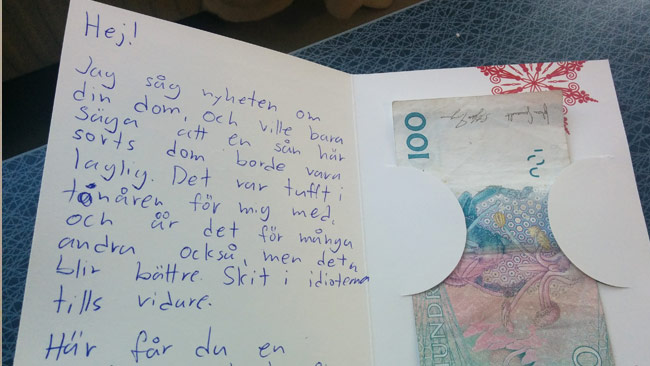 Hej!
Jag såg nyheten om
din dom, och ville bara
säga att en sån här
sorts dom borde vara
laglig. Det var tufft i
tonåren för mig med,
och är det för många
andra också, men
blir bättre. Skit i idioterna
tills vidare.
Här får du en
100
UNDR